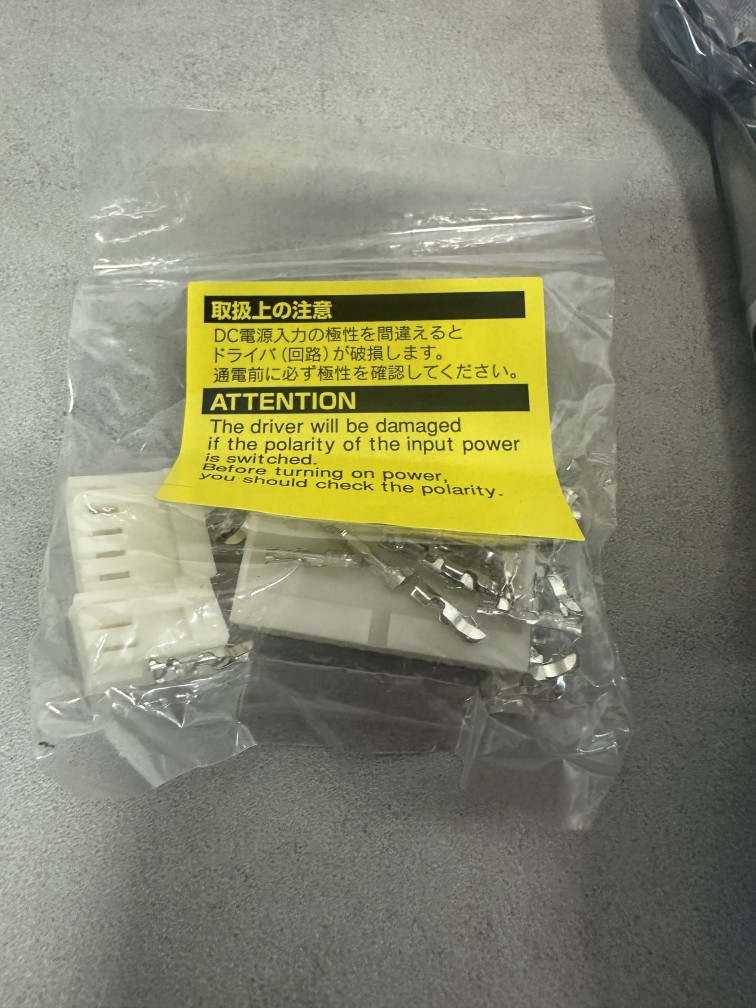 取扱上の注意
DC電源入力の極性を間違えると
ドライバ(回路)が破損します。
通電前に必ず極性を確認してください。
ATTENTION
The driver will be damaged
if the polarity of the input power
is switched.
Before turning on power,
you should check the polarity.